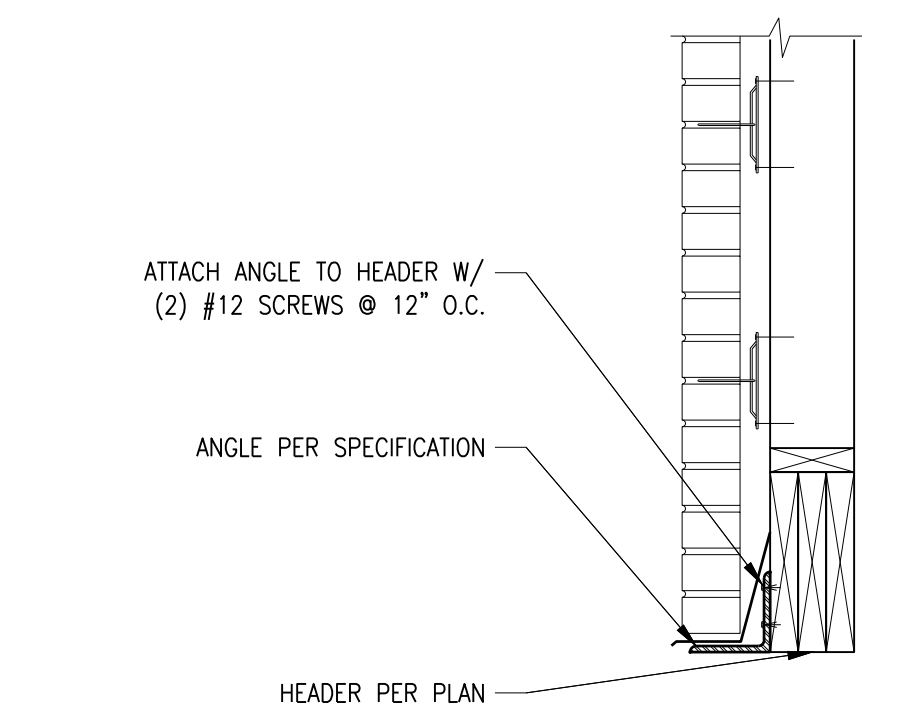 ATTACH ANGLE TO HEADER W/
(2) #12 SCREWS @ 12" O.C.
ANGLE PER SPECIFICATION
HEADER PER PLAN